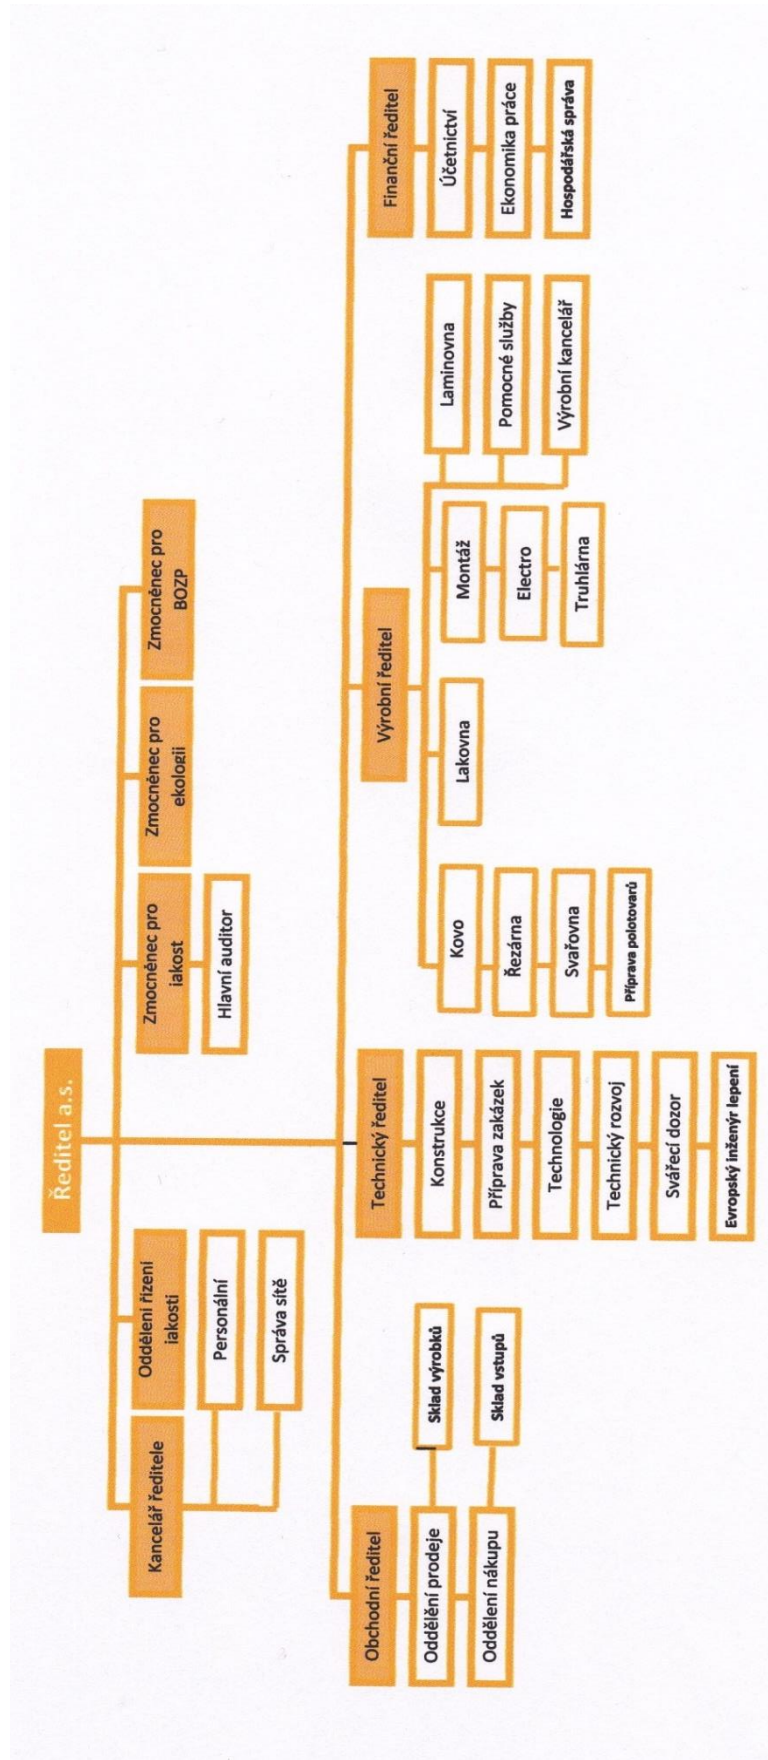 Ředitel a.s.
Kancelář ředitele
Oddělení řízení
iakosti
Zmocněnec pro
iakost
Zmocněnec pro
ekologii
Zmocněnec pro
BOZP
Personální
Správa sítě
Hlavní auditor
Obchodní ředitel
Oddělění prodeje
Sklad výrobků
Oddělení nákupu
Sklad vstupů
Technický ředitel
Konstrukce
Příprava zakázek
Technologie
Technický rozvoj
Svářecí dozor
Evropský inženýr lepení
Výrobní ředitel
Kovo
Řezárna
Svařovna
Příprava polotovarů
Lakovna
Montáž
Electro
Truhlárna
Laminovna
Pomocné služby
Výrobní kancelář
Finanční ředitel
Účetnictví
Ekonomika práce
Hospodářská správa